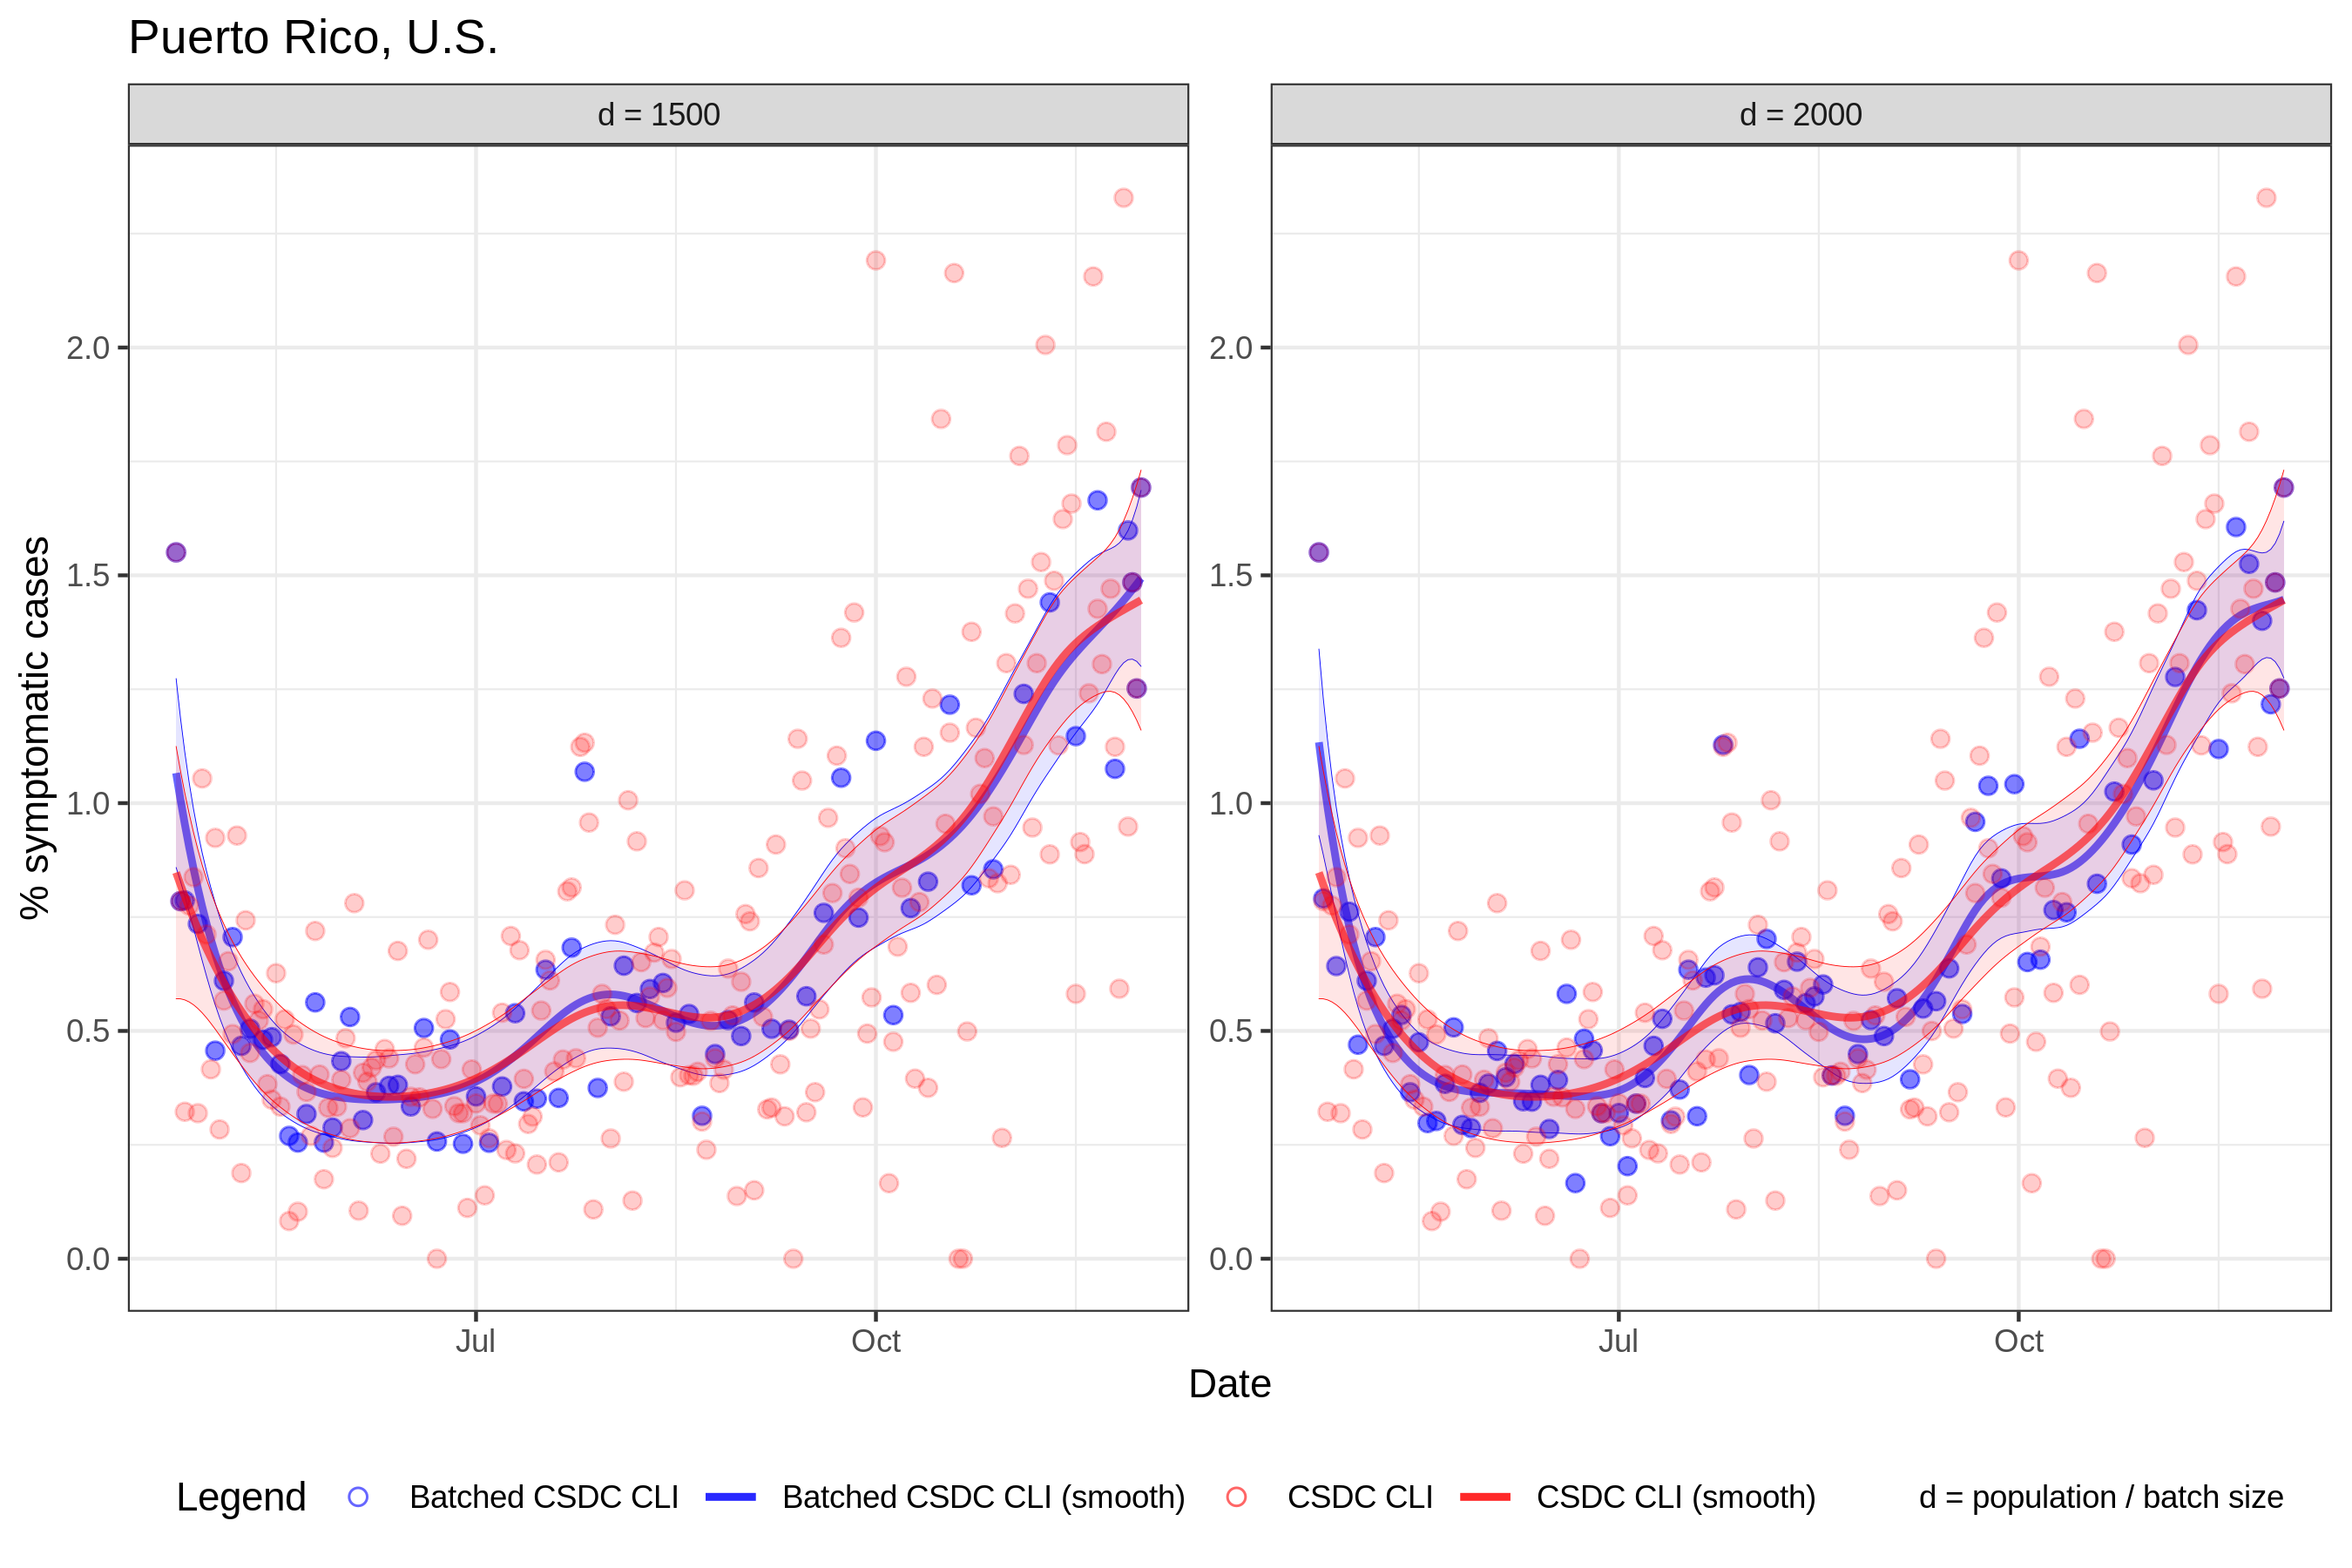 Puerto Rico, U.S.
d = 1500
d = 2000
% symptomatic cases
2.0
1.5
1.0
0.5
0.0
2.0
1.5
1.0
0.5
0.0
Jul
Oct
Jul
Oct
Date
Legend
Batched CSDC CLI
Batched CSDC CLI (smooth)
CSDC CLI
CSDC CLI (smooth)
d = population / batch size